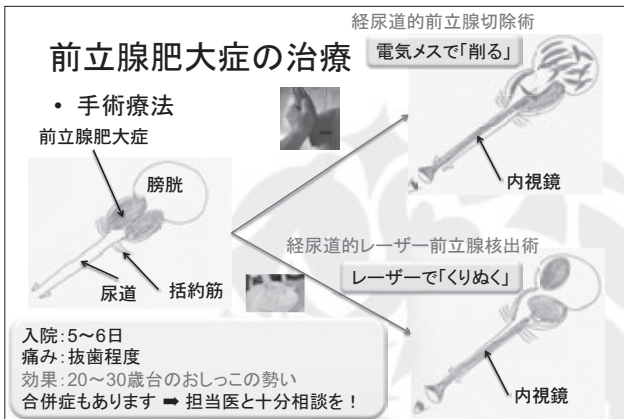 経尿道的前立腺切除術
前立腺肥大症の治療
電気メスで「削る」
• 手術療法
前立腺肥大症
膀胱
内視鏡
経尿道的レーザー前立腺核出術
レーザーで「くりぬく」
尿道
括約筋
内視鏡
入院:5～6日
痛み:抜歯程度
効果:20～30歳台のおしっこの勢い
合併症もあります ➡ 担当医と十分相談を!